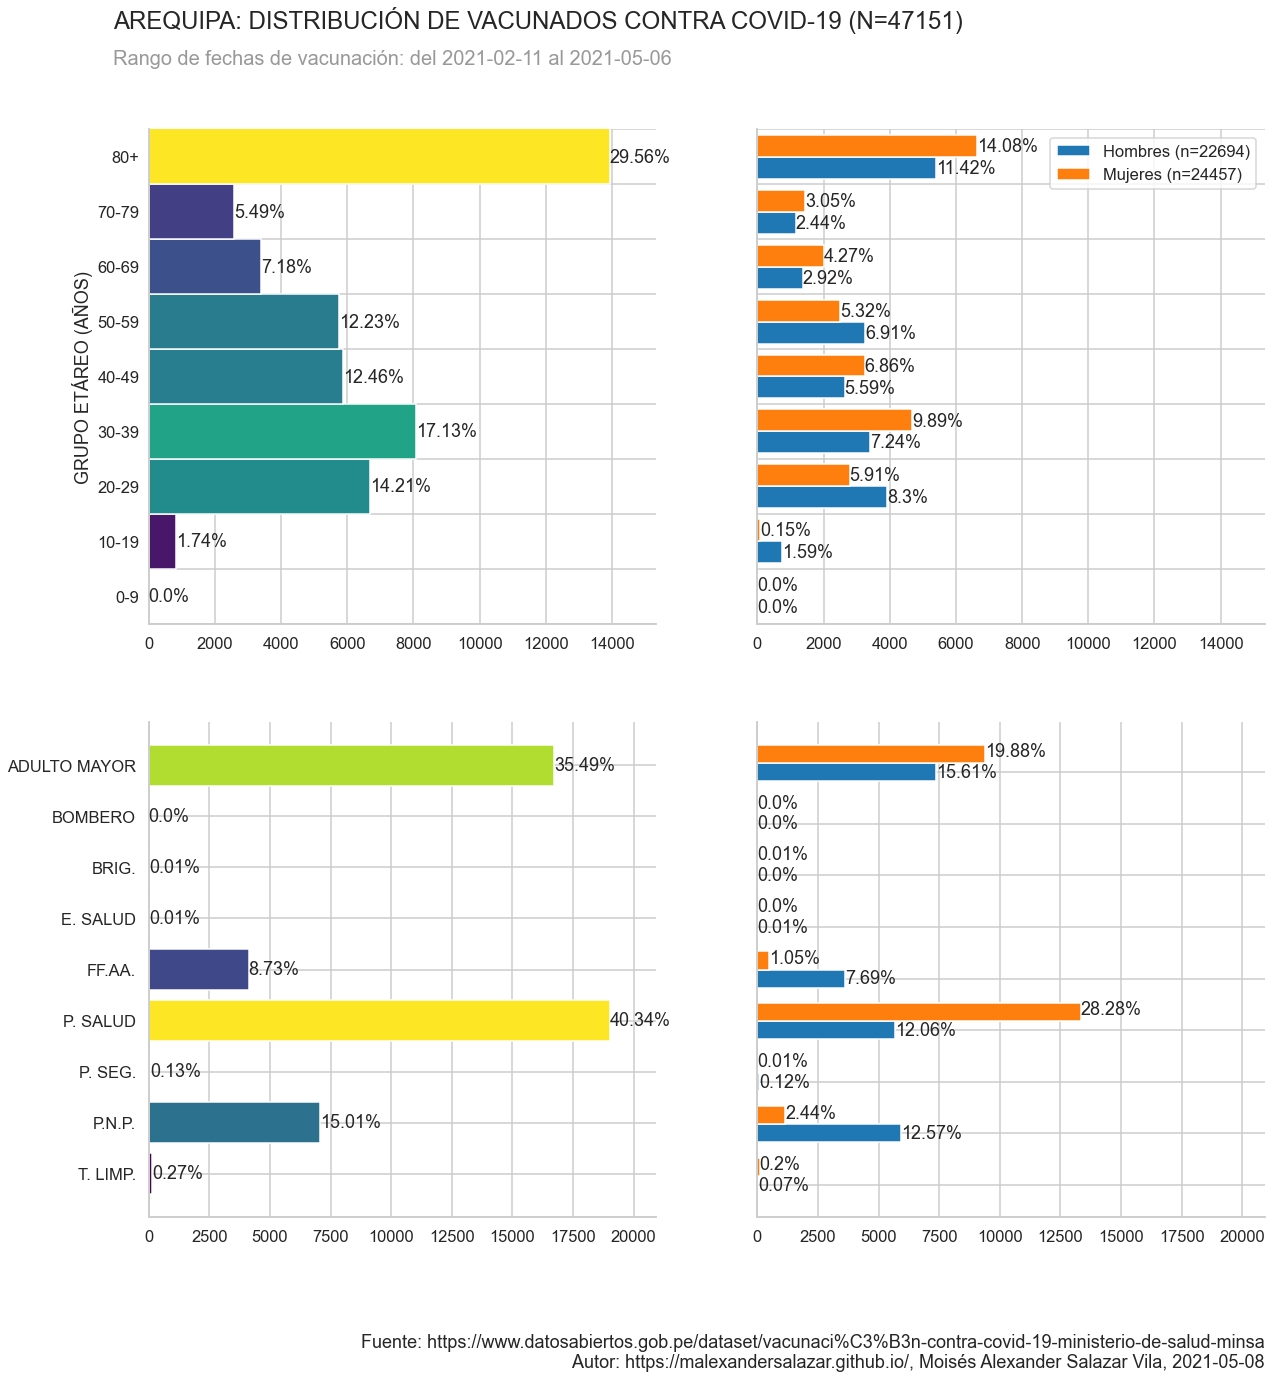 AREQUIPA: DISTRIBUCIÓN DE VACUNADOS CONTRA COVID-19 (N=47151)
Rango de fechas de vacunación: del 2021-02-11 al 2021-05-06
GRUPO ETÁREO (AÑOS)
80+ 29.56%
70-79 5.49%
60-69 7.18%
50-59 12.23%
40-49 12.46%
30-39 17.13%
20-29 14.21%
10-19 1.74%
0-9 0.0%
0 2000 4000 6000 8000 10000 12000 14000
Hombres (n=22694)
Mujeres (n=24457)
14.08%
11.42%
3.05%
2.44%
4.27%
2.92%
5.32%
6.91%
6.86%
5.59%
9.89%
7.24%
5.91%
8.3%
0.15%
1.59%
0.0%
0.0%
0 2000 4000 6000 8000 10000 12000 14000
ADULTO MAYOR 35.49%
BOMBERO 0.0%
BRIG. 0.01%
E. SALUD 0.01%
FF.AA. 8.73%
P. SALUD 40.34%
P. SEG. 0.13%
P.N.P. 15.01%
T. LIMP. 0.27%
0 2500 5000 7500 10000 12500 15000 17500 20000
19.88%
15.61%
0.0%
0.0%
0.01%
0.0%
0.0%
0.01%
1.05%
7.69%
28.28%
12.06%
0.01%
0.12%
2.44%
12.57%
0.2%
0.07%
0 2500 5000 7500 10000 12500 15000 17500 20000
Fuente: https://www.datosabiertos.gob.pe/dataset/vacunaci%C3%B3n-contra-covid-19-ministerio-de-salud-minsa
Autor: https://malexandersalazar.github.io/, Moisés Alexander Salazar Vila, 2021-05-08